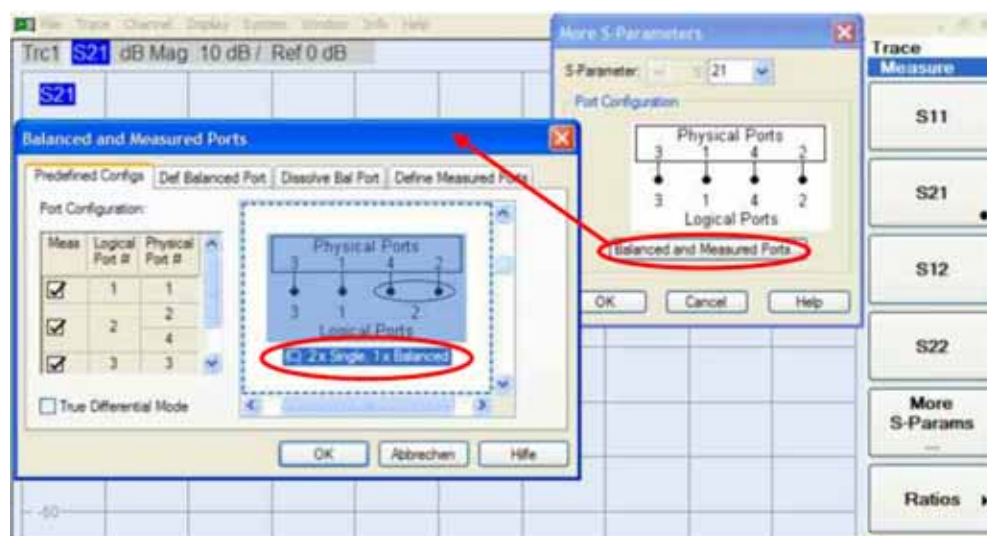 File Trace Channel Display System Window Info Help
Trc1 S21 dB Mag 10 dB / Ref 0 dB
S21
More S-Parameters
S-Parameter: S 21
Port Configuration
Physical Ports
3 1 4 2
3 1 4 2
Logical Ports
Balanced and Measured Ports
OK Cancel Help
Balanced and Measured Ports
Predefined Configs Def Balanced Port Dissolve Bal Port Define Measured Ports
Port Configuration:
Meas Logical Port # Physical Port #
1 1
2 2
4
3 3
True Differential Mode
Physical Ports
3 1 4 2
3 1 2
Logical Ports
2 x Single, 1 x Balanced
OK Abbrechen Hilfe
-60
Trace
Measure
S11
S21
S12
S22
More
S-Params
...
Ratios